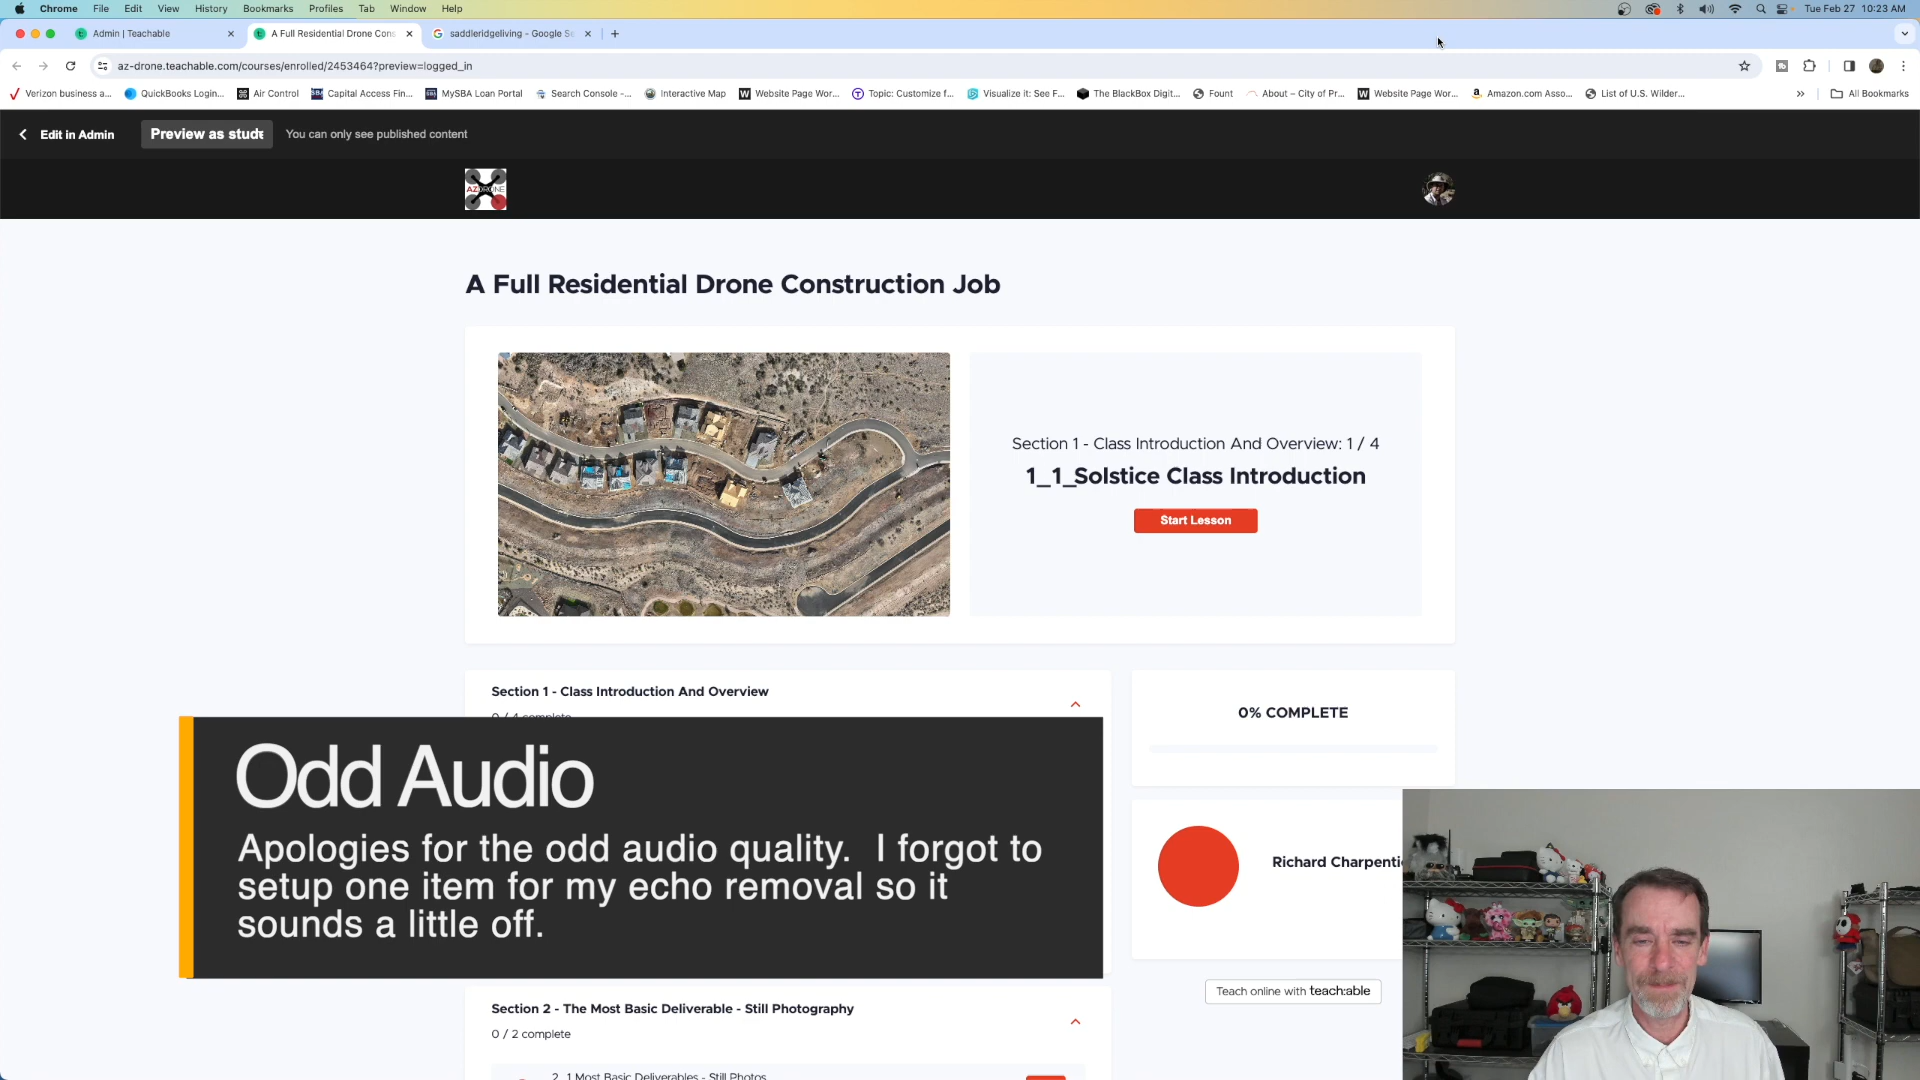 Chrome File Edit View History Bookmarks Profiles Tab Window Help Tue Feb 27 10:23 AM
Admin | Teachable A Full Residential Drone Cons saddleridgeliving - Google Se
az-drone.teachable.com/courses/enrolled/2453464?preview=logged_in
Verizon business a... QuickBooks Login... Air Control Capital Access Fin... MySBA Loan Portal Search Console -... Interactive Map Website Page Wor... Topic: Customize f... Visualize it: See F... The BlackBox Digit... Fount About – City of Pr... Website Page Wor... Amazon.com Asso... List of U.S. Wilder... » All Bookmarks
Edit in Admin Preview as stude You can only see published content
AZDRONE
A Full Residential Drone Construction Job
Section 1 - Class Introduction And Overview: 1 / 4
1_1_Solstice Class Introduction
Start Lesson
Section 1 - Class Introduction And Overview
0 / 4 complete
0% COMPLETE
Odd Audio
Apologies for the odd audio quality. I forgot to
setup one item for my echo removal so it
sounds a little off.
Richard Charpentie
Teach online with teach:able
Section 2 - The Most Basic Deliverable - Still Photography
0 / 2 complete
2_1 Most Basic Deliverables - Still Photos